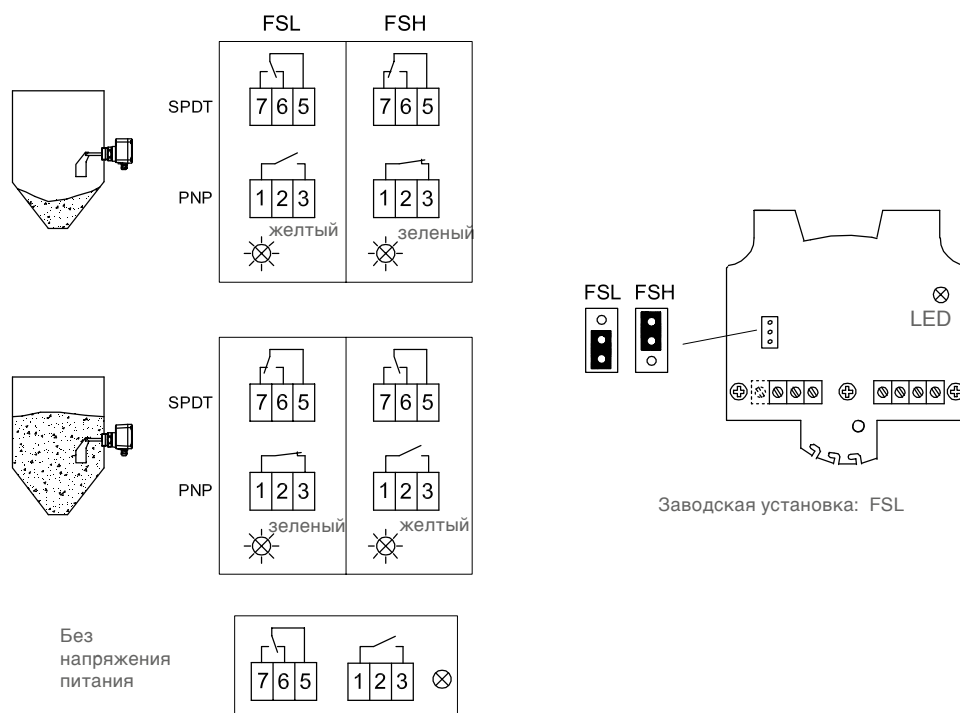 FSL FSH
SPDT
7 6 5 7 6 5
PNP
1 2 3 1 2 3
желтый зеленый
FSL FSH
LED
SPDT
7 6 5 7 6 5
PNP
1 2 3 1 2 3
зеленый желтый
Заводская установка: FSL
Без
напряжения
питания
7 6 5 1 2 3